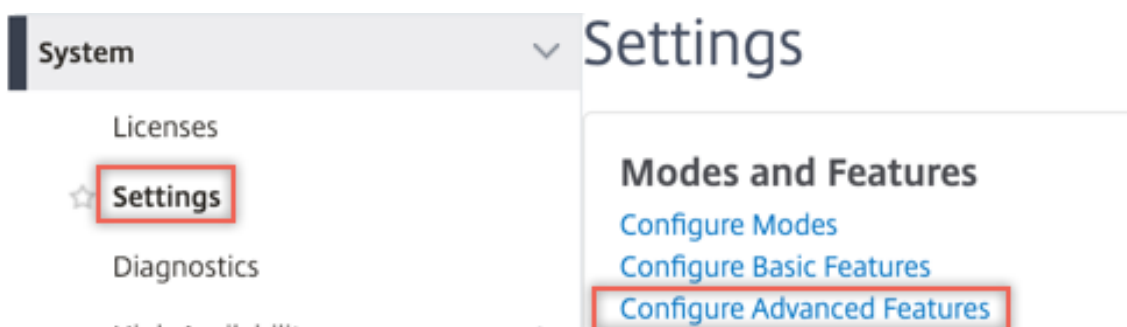 System
Licenses
Settings
Diagnostics
Settings
Modes and Features
Configure Modes
Configure Basic Features
Configure Advanced Features